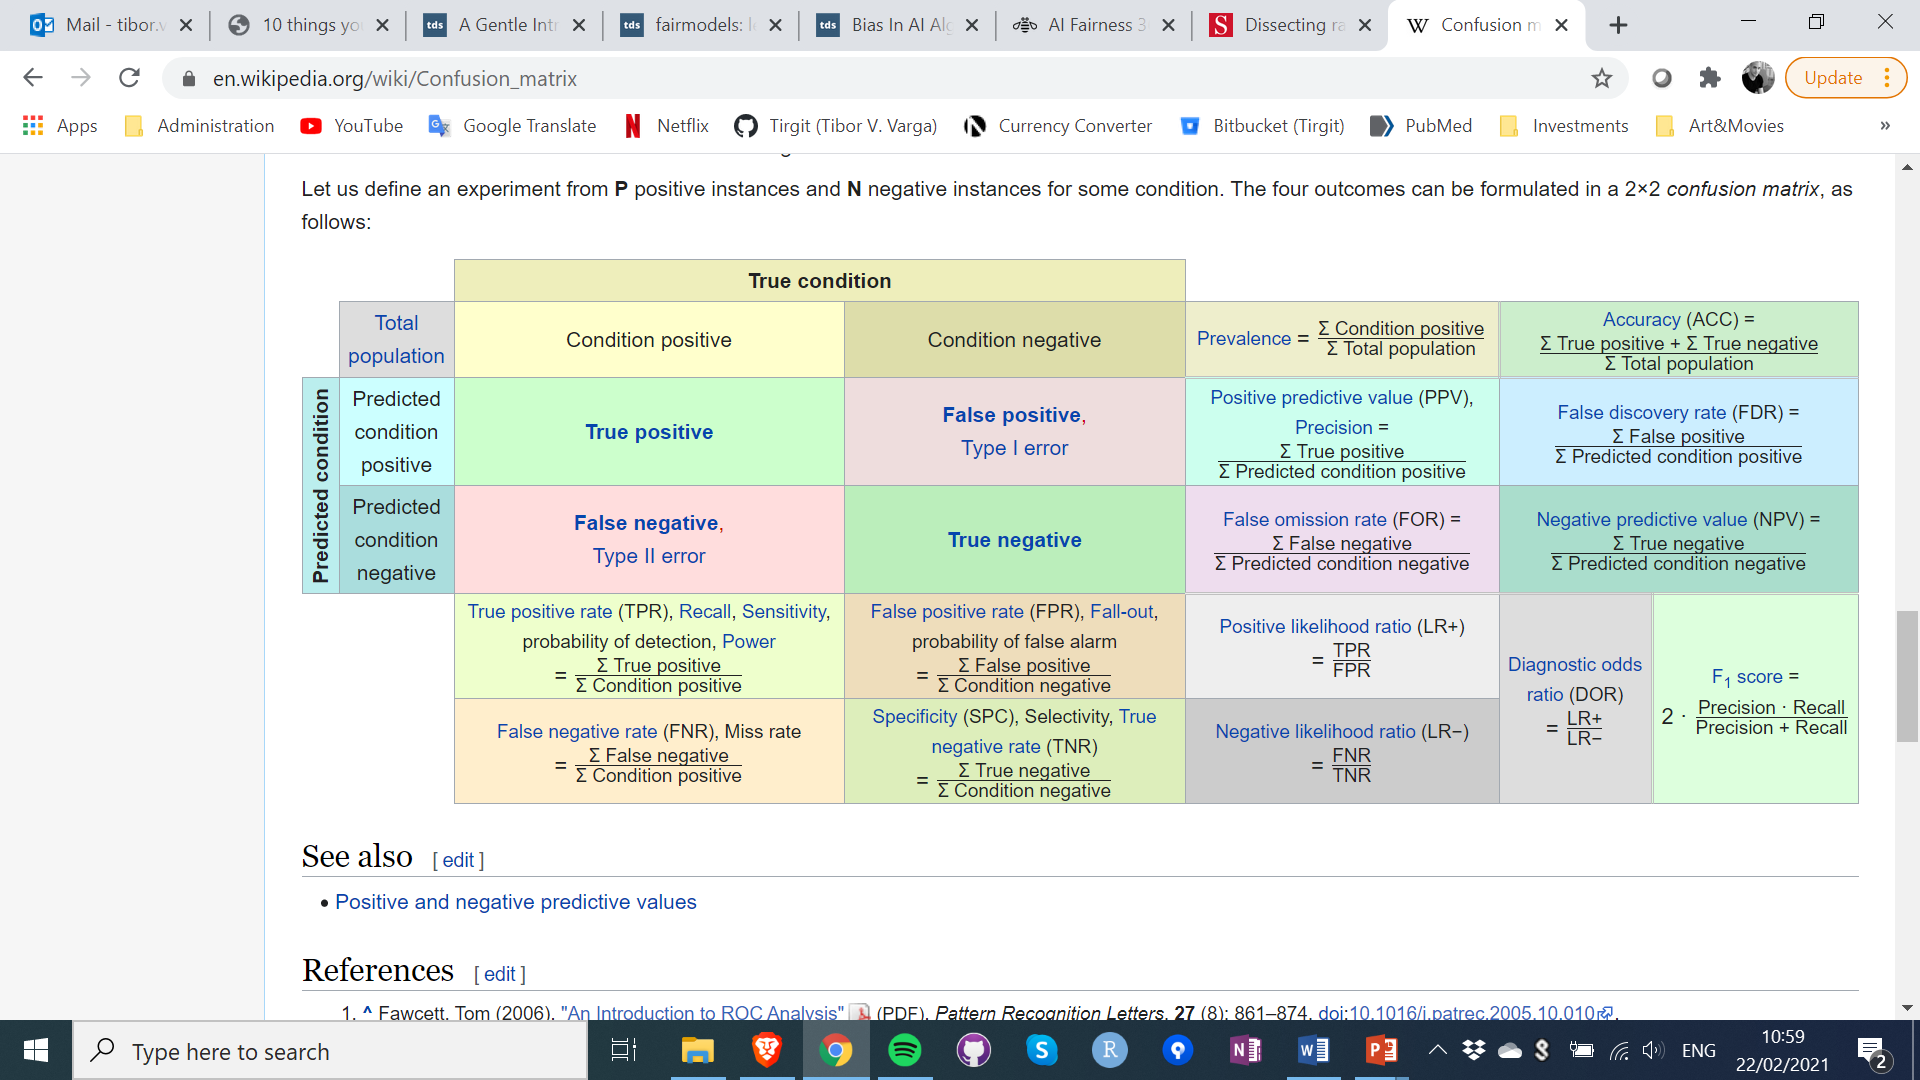 Mail - tibor.v
10 things yo
tds A Gentle Int
tds fairmodels: l
tds Bias In AI Alg
AI Fairness 3
S Dissecting ra
W Confusion m
en.wikipedia.org/wiki/Confusion_matrix
Update
Apps
Administration
YouTube
Google Translate
Netflix
Tirgit (Tibor V. Varga)
Currency Converter
Bitbucket (Tirgit)
PubMed
Investments
Art&Movies
»
Let us define an experiment from P positive instances and N negative instances for some condition. The four outcomes can be formulated in a 2×2 confusion matrix, as
follows:
True condition
Total
population
Condition positive
Condition negative
Prevalence = Σ Condition positive
Σ Total population
Accuracy (ACC) =
Σ True positive + Σ True negative
Σ Total population
Predicted condition
Predicted
condition
positive
True positive
False positive,
Type I error
Positive predictive value (PPV),
Precision =
Σ True positive
Σ Predicted condition positive
False discovery rate (FDR) =
Σ False positive
Σ Predicted condition positive
Predicted
condition
negative
False negative,
Type II error
True negative
False omission rate (FOR) =
Σ False negative
Σ Predicted condition negative
Negative predictive value (NPV) =
Σ True negative
Σ Predicted condition negative
True positive rate (TPR), Recall, Sensitivity,
probability of detection, Power
= Σ True positive
Σ Condition positive
False positive rate (FPR), Fall-out,
probability of false alarm
= Σ False positive
Σ Condition negative
Positive likelihood ratio (LR+)
= TPR
FPR
Diagnostic odds
ratio (DOR)
= LR+
LR−
F1 score =
2 · Precision · Recall
Precision + Recall
False negative rate (FNR), Miss rate
= Σ False negative
Σ Condition positive
Specificity (SPC), Selectivity, True
negative rate (TNR)
= Σ True negative
Σ Condition negative
Negative likelihood ratio (LR−)
= FNR
TNR
See also [ edit ]
• Positive and negative predictive values
References [ edit ]
1. ^ Fawcett, Tom (2006). "An Introduction to ROC Analysis" (PDF). Pattern Recognition Letters. 27 (8): 861–874. doi:10.1016/j.patrec.2005.10.010.
Type here to search
ENG
10:59
22/02/2021
2